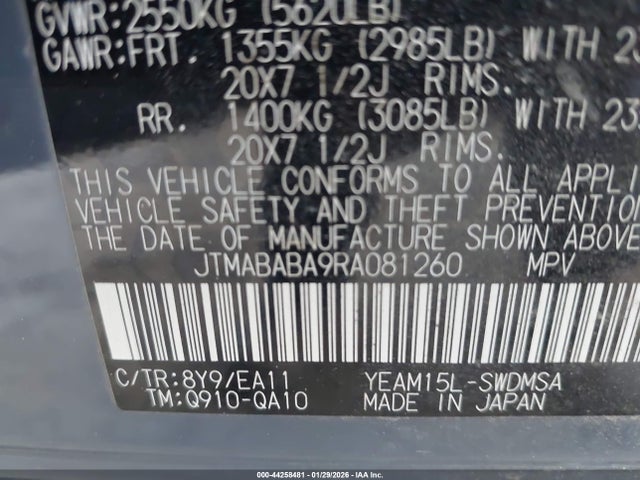 GVWR:2550KG (5620LB)
GAWR:FRT. 1355KG (2985LB) WITH
20X7 1/2J RIMS.
RR. 1400KG (3085LB) WITH
20X7 1/2J RIMS.
THIS VEHICLE CONFORMS TO ALL
VEHICLE SAFETY AND THEFT PREVENTION
THE DATE OF MANUFACTURE SHOWN
JTMABABA9RA081260 MPV
C/TR:8Y9/EA11 YEAM15L-SWDMSA
TM:Q910-QA10 MADE IN JAPAN
000-44258481 - 01/29/2026 - IAA Corp.